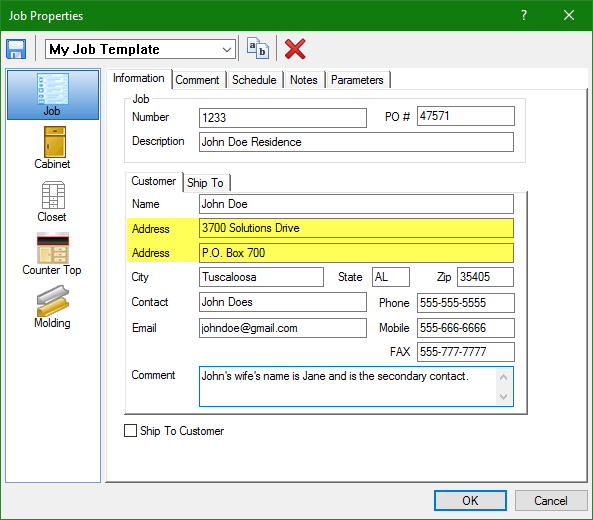 Job Properties
?
My Job Template
a b
Information Comment Schedule Notes Parameters
Job
Cabinet
Closet
Counter Top
Molding
Job
Number 1233 PO # 47571
Description John Doe Residence
Customer Ship To
Name John Doe
Address 3700 Solutions Drive
Address P.O. Box 700
City Tuscaloosa State AL Zip 35405
Contact John Does Phone 555-555-5555
Email johndoe@gmail.com Mobile 555-666-6666
FAX 555-777-7777
Comment John's wife's name is Jane and is the secondary contact.
Ship To Customer
OK Cancel